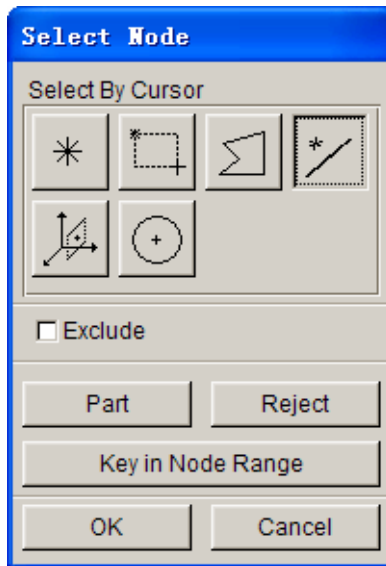 Select Node
Select By Cursor
Exclude
Part Reject
Key in Node Range
OK Cancel